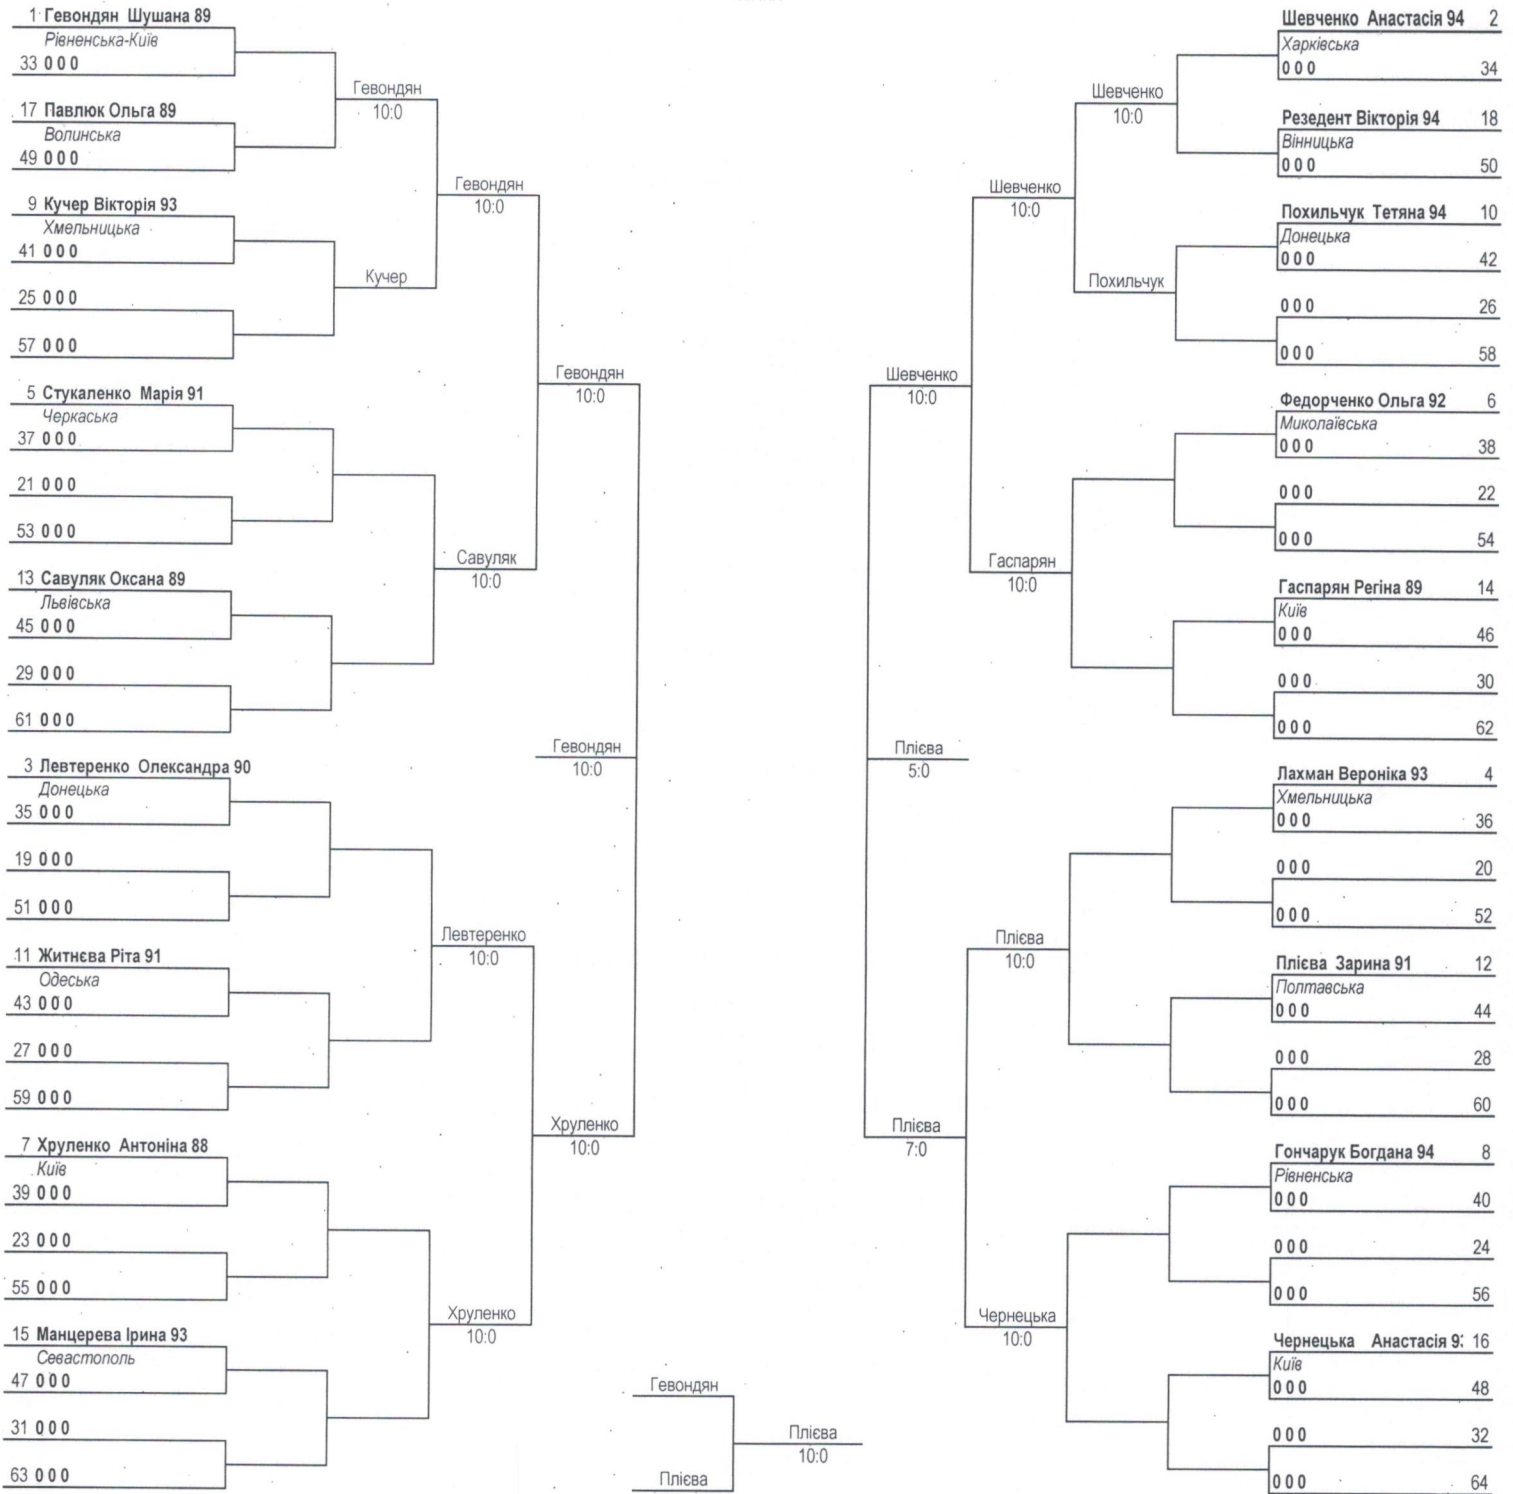 1 Гевондян Шушана 89
Рівненська-Київ
33 0 0 0
17 Павлюк Ольга 89
Волинська
49 0 0 0
9 Кучер Вікторія 93
Хмельницька
41 0 0 0
25 0 0 0
57 0 0 0
5 Стукаленко Марія 91
Черкаська
37 0 0 0
21 0 0 0
53 0 0 0
13 Савуляк Оксана 89
Львівська
45 0 0 0
29 0 0 0
61 0 0 0
3 Левтеренко Олександра 90
Донецька
35 0 0 0
19 0 0 0
51 0 0 0
11 Житнєва Ріта 91
Одеська
43 0 0 0
27 0 0 0
59 0 0 0
7 Хруленко Антоніна 88
Київ
39 0 0 0
23 0 0 0
55 0 0 0
15 Манцерева Ірина 93
Севастополь
47 0 0 0
31 0 0 0
63 0 0 0
Гевондян
10:0
Кучер
Гевондян
10:0
Савуляк
10:0
Левтеренко
10:0
Хруленко
10:0
Гевондян
10:0
Хруленко
10:0
Гевондян
10:0
Гевондян
Плієва
Плієва
10:0
Плієва
5:0
Шевченко
10:0
Плієва
7:0
Шевченко
10:0
Гаспарян
10:0
Плієва
10:0
Чернецька
10:0
Шевченко
10:0
Похильчук
Шевченко Анастасія 94 2
Харківська
0 0 0 34
Резедент Вікторія 94 18
Вінницька
0 0 0 50
Похильчук Тетяна 94 10
Донецька
0 0 0 42
0 0 0 26
0 0 0 58
Федорченко Ольга 92 6
Миколаївська
0 0 0 38
0 0 0 22
0 0 0 54
Гаспарян Регіна 89 14
Київ
0 0 0 46
0 0 0 30
0 0 0 62
Лахман Вероніка 93 4
Хмельницька
0 0 0 36
0 0 0 20
0 0 0 52
Плієва Зарина 91 12
Полтавська
0 0 0 44
0 0 0 28
0 0 0 60
Гончарук Богдана 94 8
Рівненська
0 0 0 40
0 0 0 24
0 0 0 56
Чернецька Анастасія 16
Київ
0 0 0 48
0 0 0 32
0 0 0 64